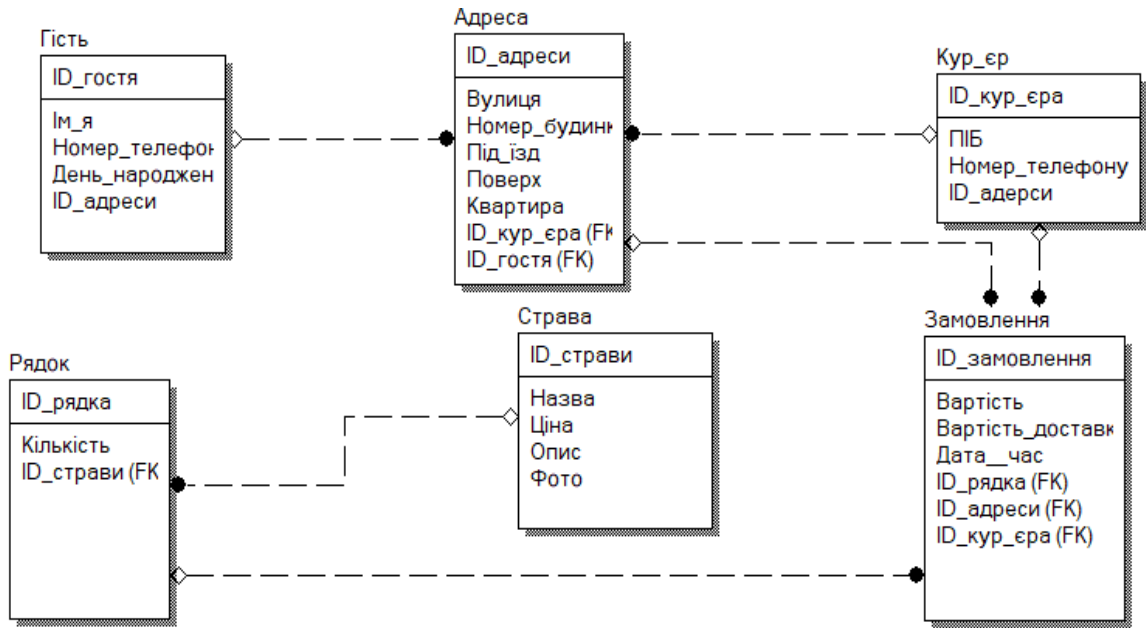 Гість
ID_гостя
Ім_я
Номер_телефон
День_народжен
ID_адреси
Адреса
ID_адреси
Вулиця
Номер_будинк
Під_їзд
Поверх
Квартира
ID_кур_єра (FK
ID_гостя (FK)
Кур_єр
ID_кур_єра
ПІБ
Номер_телефону
ID_адерси
Рядок
ID_рядка
Кількість
ID_страви (FK
Страва
ID_страви
Назва
Ціна
Опис
Фото
Замовлення
ID_замовлення
Вартість
Вартість_доставк
Дата__час
ID_рядка (FK)
ID_адреси (FK)
ID_кур_єра (FK)